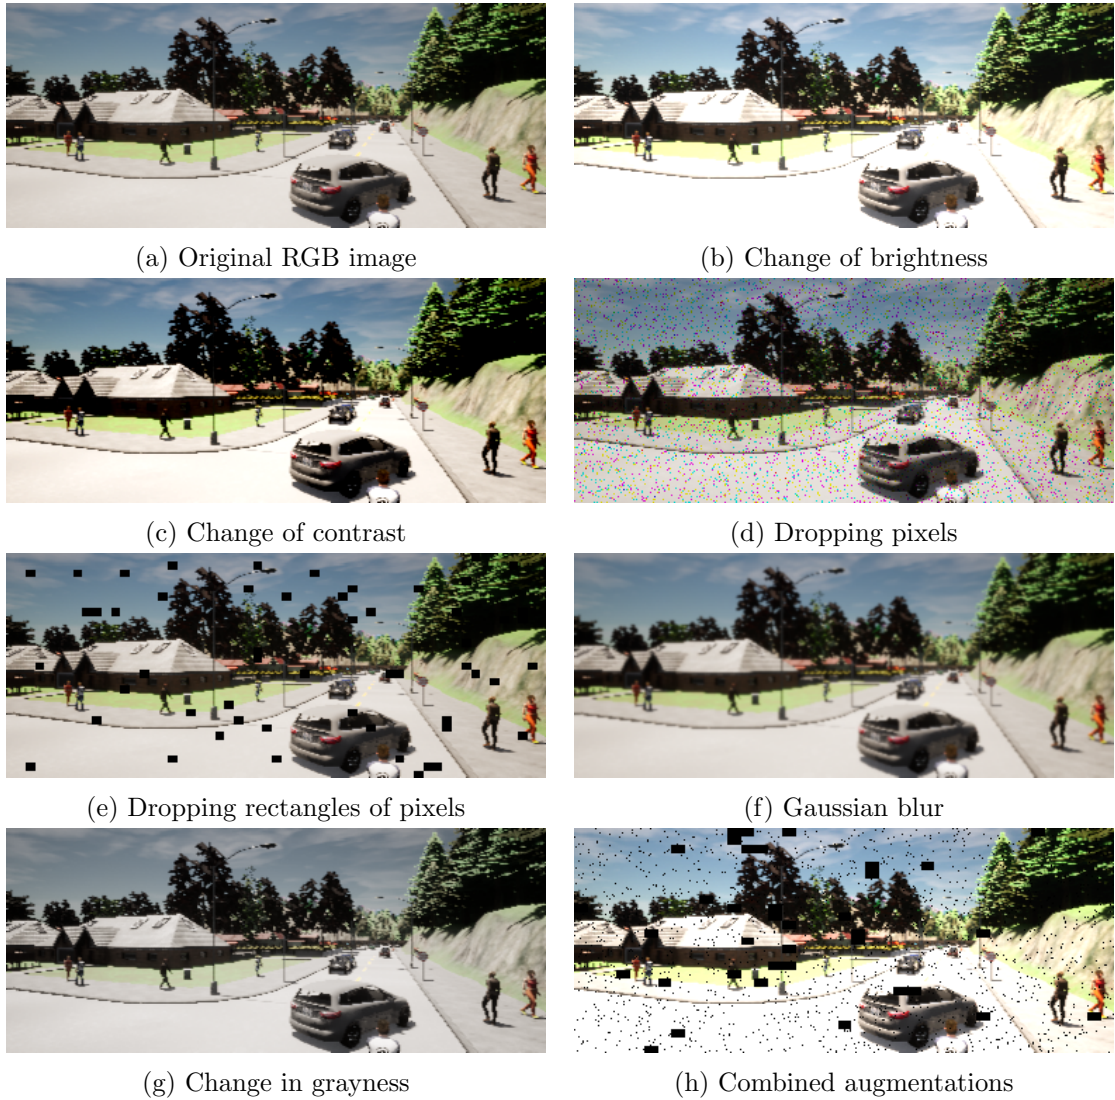 (a) Original RGB image
(b) Change of brightness
(c) Change of contrast
(d) Dropping pixels
(e) Dropping rectangles of pixels
(f) Gaussian blur
(g) Change in grayness
(h) Combined augmentations